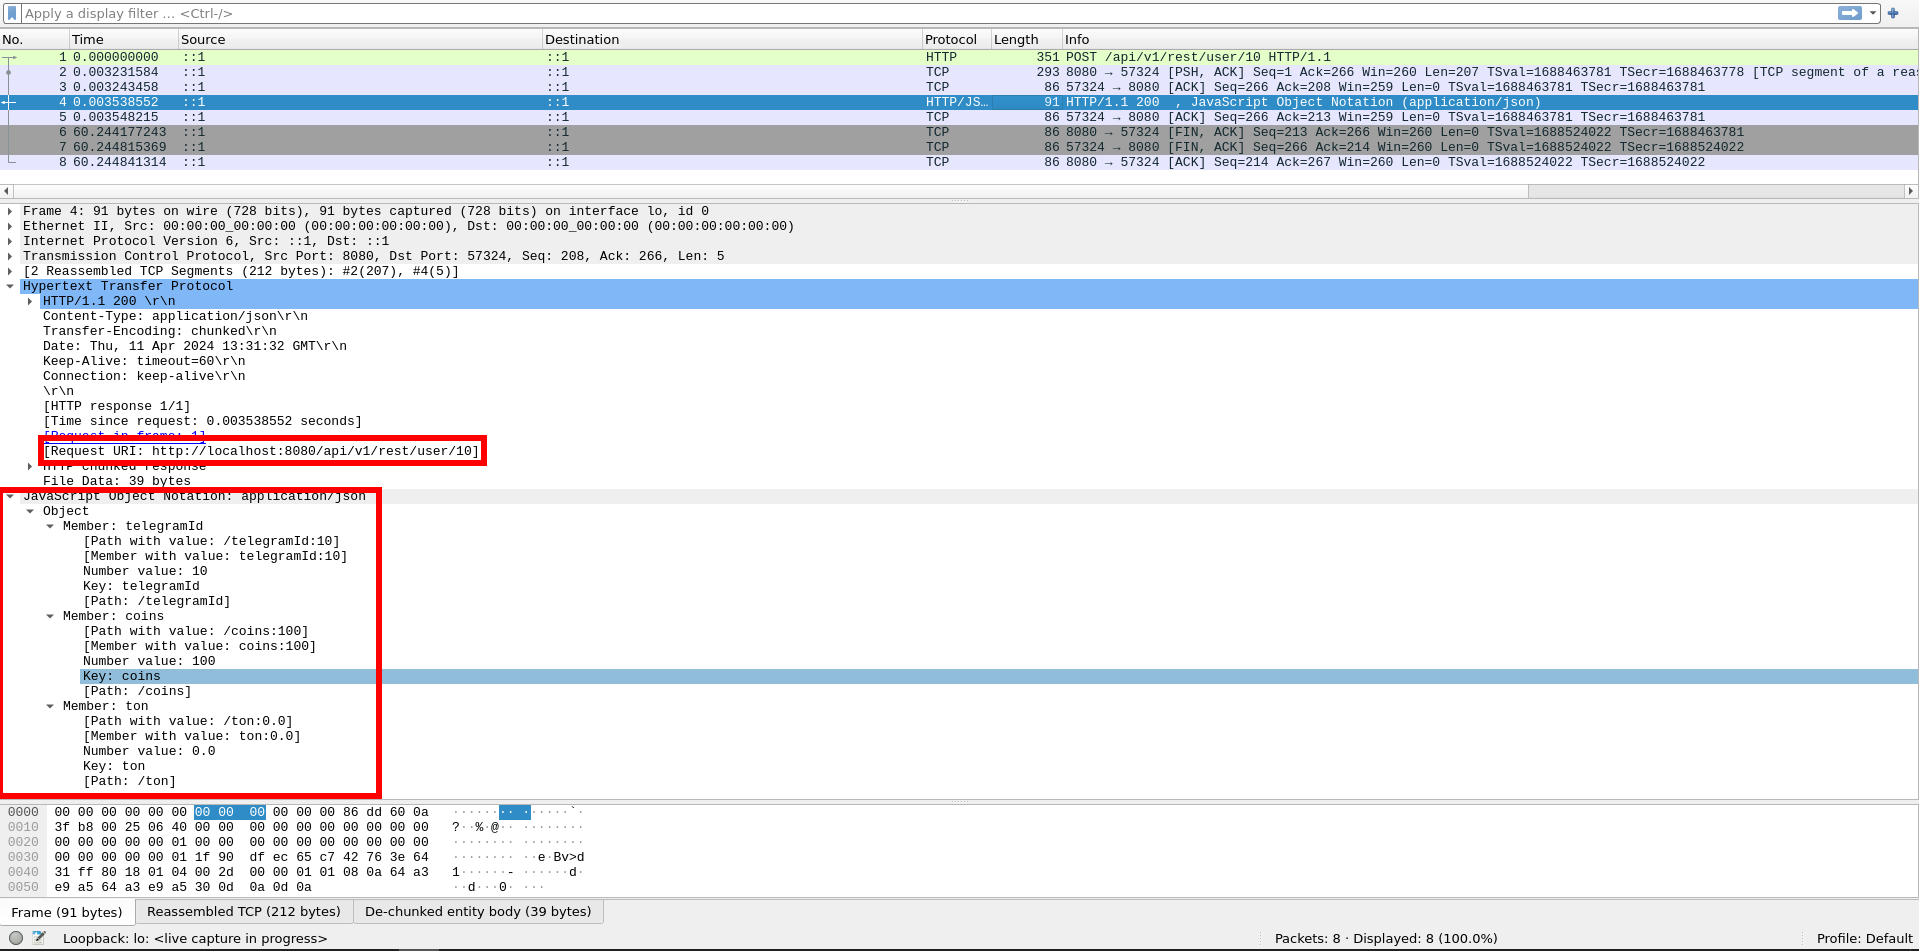 Apply a display filter … <Ctrl-/>
No. Time Source Destination Protocol Length Info
1 0.000000000 ::1 ::1 HTTP 351 POST /api/v1/rest/user/10 HTTP/1.1
2 0.003231584 ::1 ::1 TCP 293 8080 → 57324 [PSH, ACK] Seq=1 Ack=266 Win=260 Len=207 TSval=1688463781 TSecr=1688463778 [TCP segment of a reas
3 0.003243458 ::1 ::1 TCP 86 57324 → 8080 [ACK] Seq=266 Ack=208 Win=259 Len=0 TSval=1688463781 TSecr=1688463781
4 0.003538552 ::1 ::1 HTTP/JS… 91 HTTP/1.1 200  , JavaScript Object Notation (application/json)
5 0.003548215 ::1 ::1 TCP 86 57324 → 8080 [ACK] Seq=266 Ack=213 Win=259 Len=0 TSval=1688463781 TSecr=1688463781
6 60.244177243 ::1 ::1 TCP 86 8080 → 57324 [FIN, ACK] Seq=213 Ack=266 Win=260 Len=0 TSval=1688524022 TSecr=1688463781
7 60.244815369 ::1 ::1 TCP 86 57324 → 8080 [FIN, ACK] Seq=266 Ack=214 Win=260 Len=0 TSval=1688524022 TSecr=1688524022
8 60.244841314 ::1 ::1 TCP 86 8080 → 57324 [ACK] Seq=214 Ack=267 Win=260 Len=0 TSval=1688524022 TSecr=1688524022
Frame 4: 91 bytes on wire (728 bits), 91 bytes captured (728 bits) on interface lo, id 0
Ethernet II, Src: 00:00:00_00:00:00 (00:00:00:00:00:00), Dst: 00:00:00_00:00:00 (00:00:00:00:00:00)
Internet Protocol Version 6, Src: ::1, Dst: ::1
Transmission Control Protocol, Src Port: 8080, Dst Port: 57324, Seq: 208, Ack: 266, Len: 5
[2 Reassembled TCP Segments (212 bytes): #2(207), #4(5)]
Hypertext Transfer Protocol
HTTP/1.1 200 \r\n
Content-Type: application/json\r\n
Transfer-Encoding: chunked\r\n
Date: Thu, 11 Apr 2024 13:31:32 GMT\r\n
Keep-Alive: timeout=60\r\n
Connection: keep-alive\r\n
\r\n
[HTTP response 1/1]
[Time since request: 0.003538552 seconds]
[Request in frame: 1]
[Request URI: http://localhost:8080/api/v1/rest/user/10]
HTTP chunked response
File Data: 39 bytes
JavaScript Object Notation: application/json
Object
Member: telegramId
[Path with value: /telegramId:10]
[Member with value: telegramId:10]
Number value: 10
Key: telegramId
[Path: /telegramId]
Member: coins
[Path with value: /coins:100]
[Member with value: coins:100]
Number value: 100
Key: coins
[Path: /coins]
Member: ton
[Path with value: /ton:0.0]
[Member with value: ton:0.0]
Number value: 0.0
Key: ton
[Path: /ton]
0000 00 00 00 00 00 00 00 00 00 00 00 00 86 dd 60 0a ········ ······`·
0010 3f b8 00 25 06 40 00 00 00 00 00 00 00 00 00 00 ?··%·@·· ········
0020 00 00 00 00 00 01 00 00 00 00 00 00 00 00 00 00 ········ ········
0030 00 00 00 00 00 01 1f 90 df ec 65 c7 42 76 3e 64 ········ ··e·Bv>d
0040 31 ff 80 18 01 04 00 2d 00 00 01 01 08 0a 64 a3 1······- ······d·
0050 e9 a5 64 a3 e9 a5 30 0d 0a 0d 0a ··d···0· ···
Frame (91 bytes) Reassembled TCP (212 bytes) De-chunked entity body (39 bytes)
Loopback: lo: <live capture in progress> Packets: 8 · Displayed: 8 (100.0%) Profile: Default